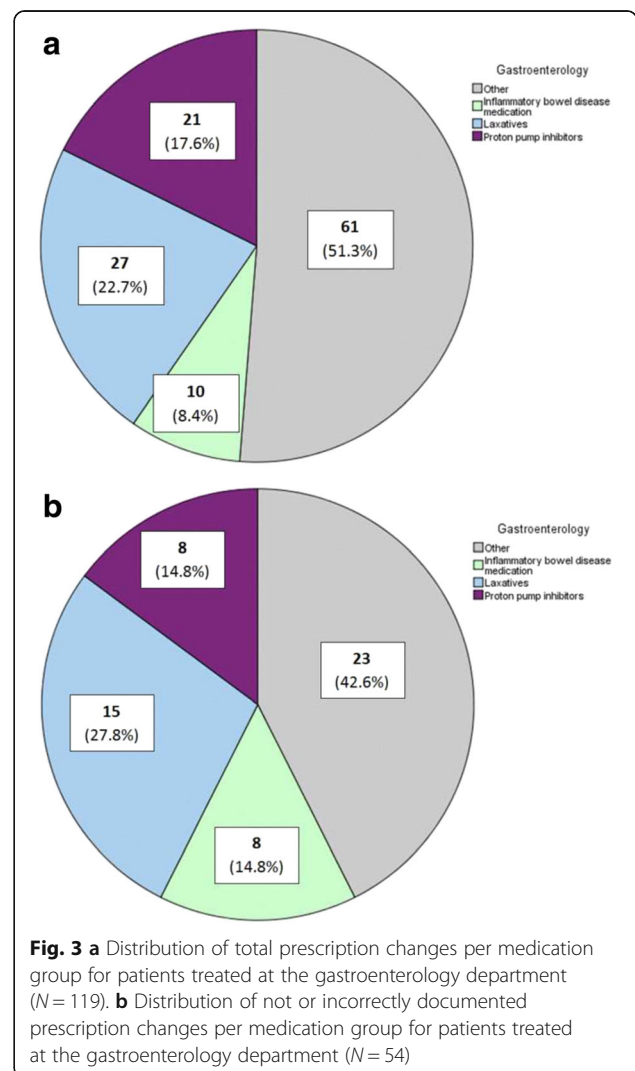 a
Gastroenterology
Other
Inflammatory bowel disease
medication
Laxatives
Proton pump inhibitors
21
(17.6%)
61
(51.3%)
27
(22.7%)
10
(8.4%)
b
Gastroenterology
Other
Inflammatory bowel disease
medication
Laxatives
Proton pump inhibitors
8
(14.8%)
23
(42.6%)
15
(27.8%)
8
(14.8%)
Fig. 3 a Distribution of total prescription changes per medication
group for patients treated at the gastroenterology department
(N = 119). b Distribution of not or incorrectly documented
prescription changes per medication group for patients treated
at the gastroenterology department (N = 54)